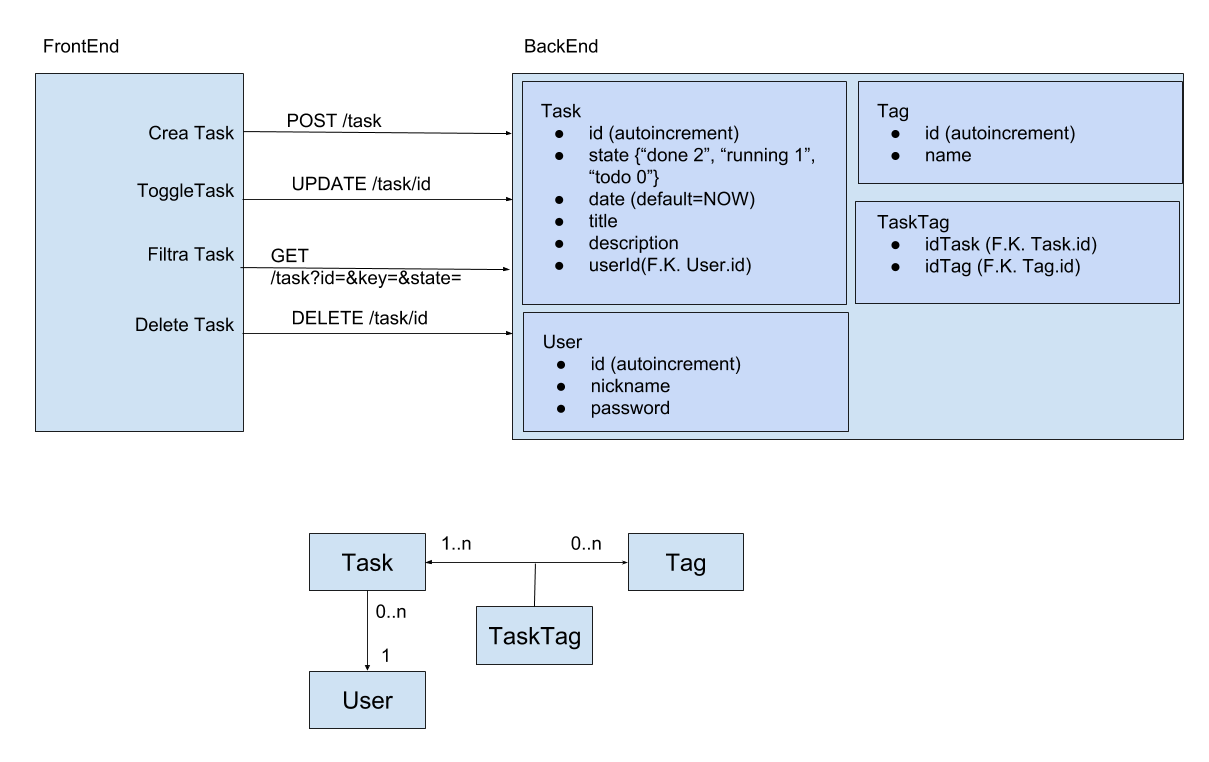 FrontEnd
BackEnd
Crea Task
ToggleTask
Filtra Task
Delete Task
POST /task
UPDATE /task/id
GET
/task?id=&key=&state=
DELETE /task/id
Task
● id (autoincrement)
● state {“done 2”, “running 1”,
“todo 0”}
● date (default=NOW)
● title
● description
● userId(F.K. User.id)
Tag
● id (autoincrement)
● name
TaskTag
● idTask (F.K. Task.id)
● idTag (F.K. Tag.id)
User
● id (autoincrement)
● nickname
● password
Task
1..n
0..n
Tag
0..n
TaskTag
1
User